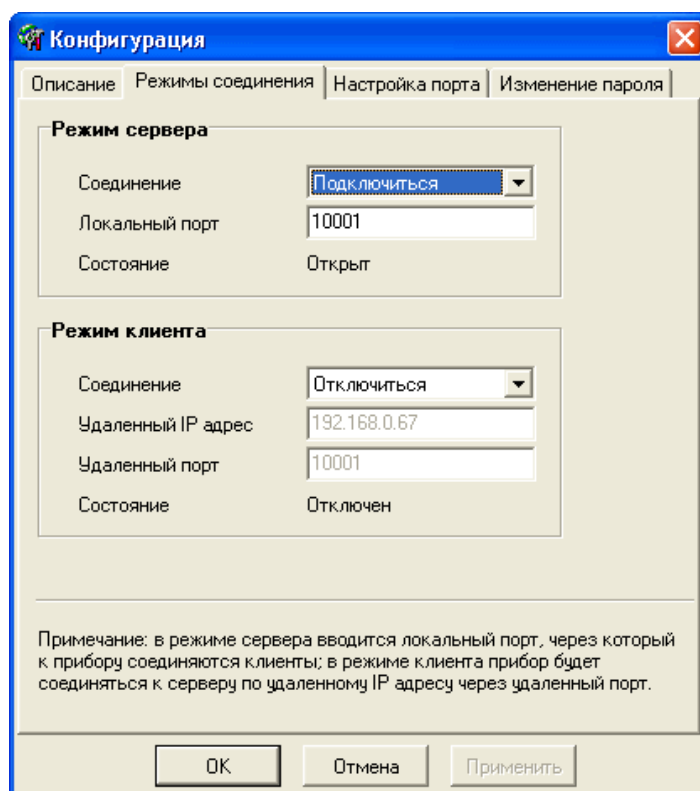 Конфигурация
Описание Режимы соединения Настройка порта Изменение пароля
Режим сервера
Соединение Подключиться
Локальный порт 10001
Состояние Открыт
Режим клиента
Соединение Отключиться
Удаленный IP адрес 192.168.0.67
Удаленный порт 10001
Состояние Отключен
Примечание: в режиме сервера вводится локальный порт, через который
к прибору соединяются клиенты; в режиме клиента прибор будет
соединяться к серверу по удаленному IP адресу через удаленный порт.
OK Отмена Применить